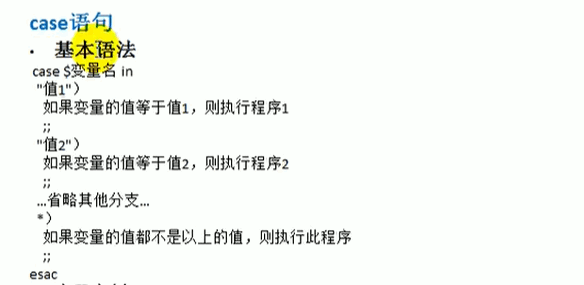 case语句
• 基本语法
case $变量名 in
"值1")
如果变量的值等于值1，则执行程序1
;;
"值2")
如果变量的值等于值2，则执行程序2
;;
…省略其他分支…
*)
如果变量的值都不是以上的值，则执行此程序
;;
esac